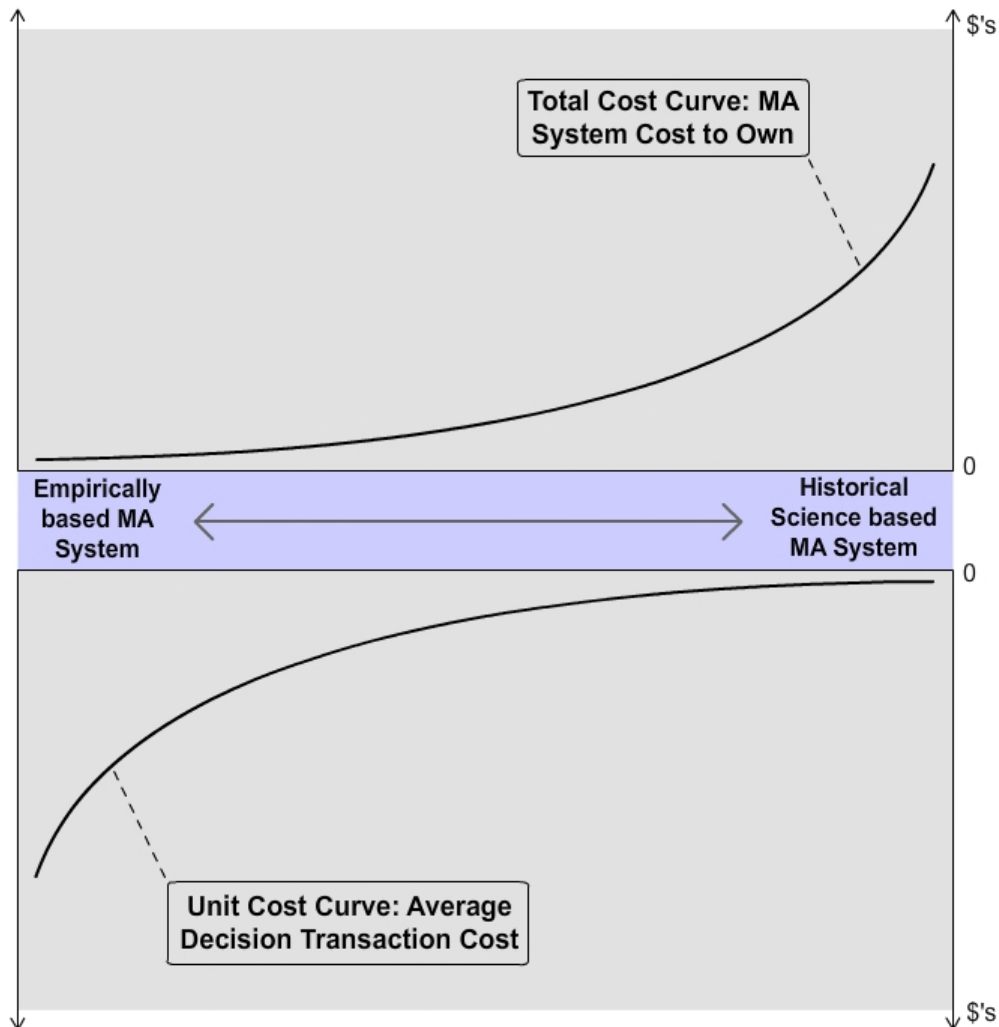 $'s
Total Cost Curve: MA
System Cost to Own
0
Empirically
based MA
System
Historical
Science based
MA System
0
Unit Cost Curve: Average
Decision Transaction Cost
$'s